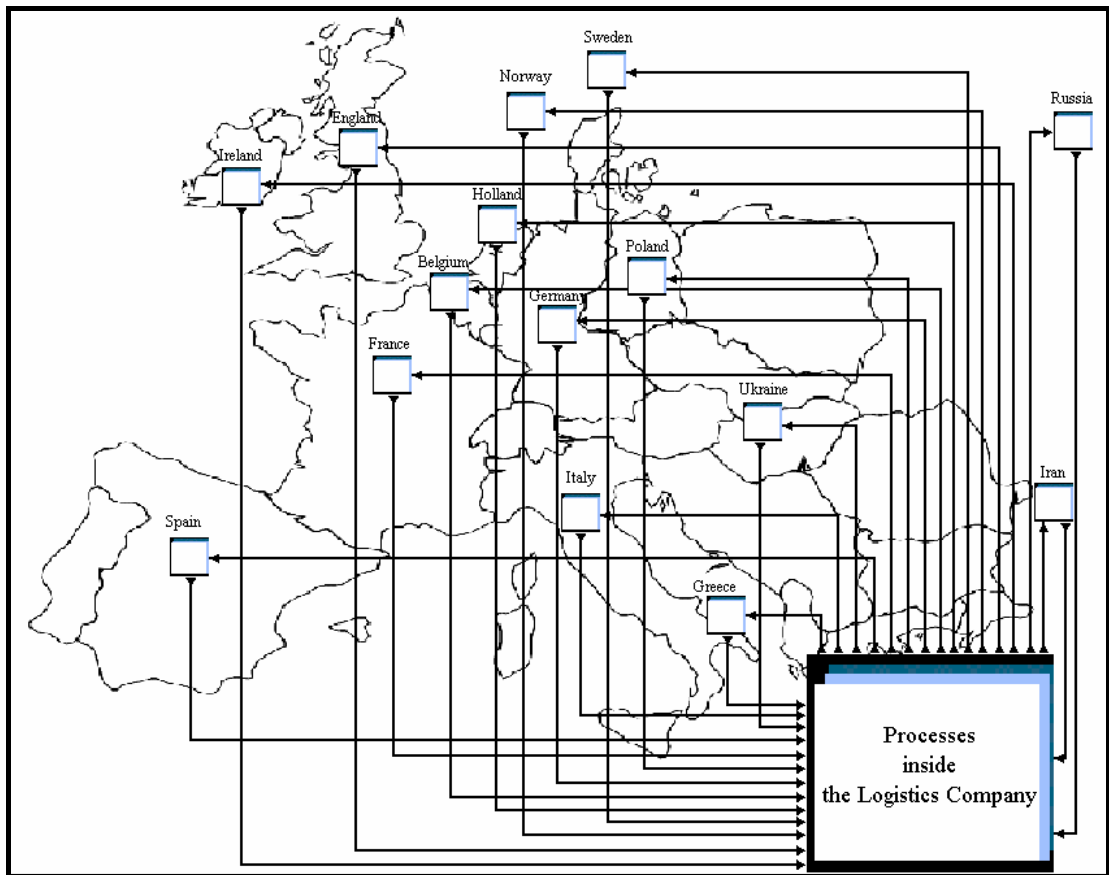 Sweden
Norway
Russia
England
Ireland
Holland
Poland
Belgium
Germany
France
Ukraine
Iran
Italy
Spain
Greece
Processes
inside
the Logistics Company